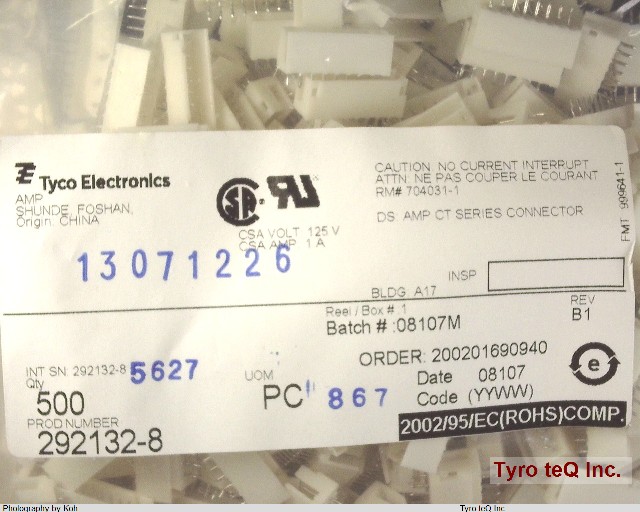 Tyco Electronics
AMP
SHUNDE, FOSHAN,
Origin: CHINA
CSA VOLT 125 V
CSA AMP 1 A
CAUTION: NO CURRENT INTERRUPT
ATTN: NE PAS COUPER LE COURANT
RM# 704031-1
DS: AMP CT SERIES CONNECTOR
FMT 999641-1
13071226
INSP
BLDG A17
Reel / Box # 1
Batch # :08107M
REV
B1
INT SN: 292132-8 5627
Qty
500
UOM
PC 867
ORDER: 200201690940
Date 08107
Code (YYWW)
e
PROD NUMBER
292132-8
2002/95/EC(ROHS)COMP.
Tyro teQ Inc.
Photography by Koh
Tyro teQ Inc